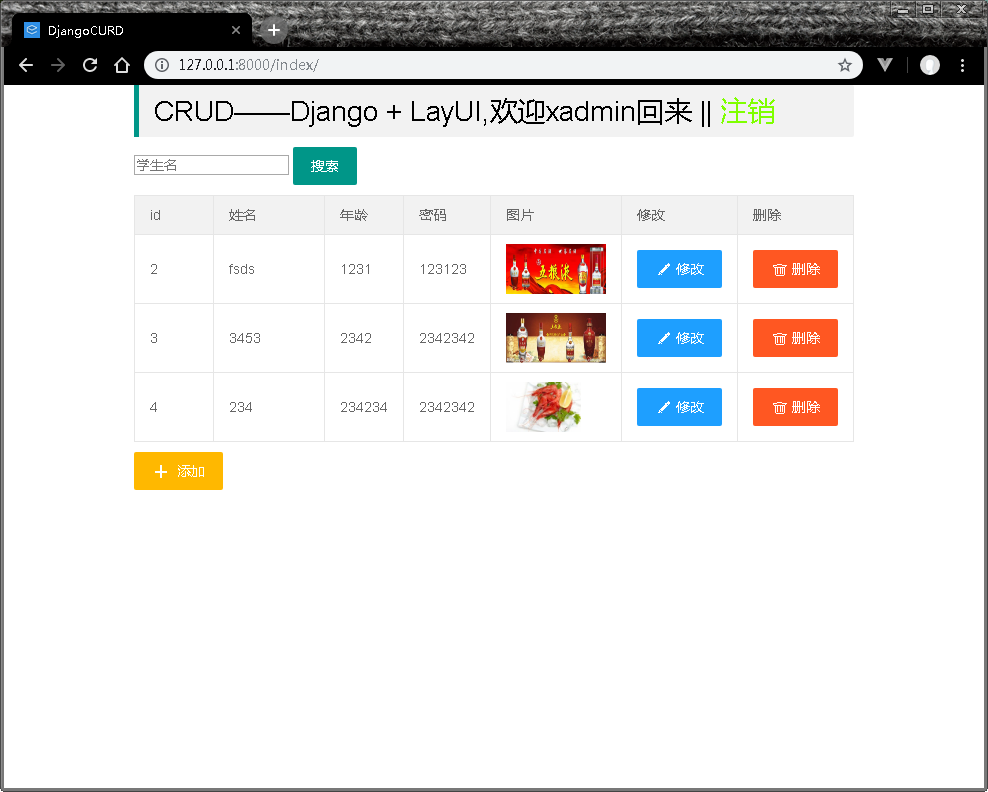 DjangoCURD
127.0.0.1:8000/index/
CRUD——Django + LayUI,欢迎xadmin回来 || 注销
学生名 搜索
id 姓名 年龄 密码 图片 修改 删除
2 fsds 1231 123123 五粮液 修改 删除
3 3453 2342 2342342 修改 删除
4 234 234234 2342342 修改 删除
添加